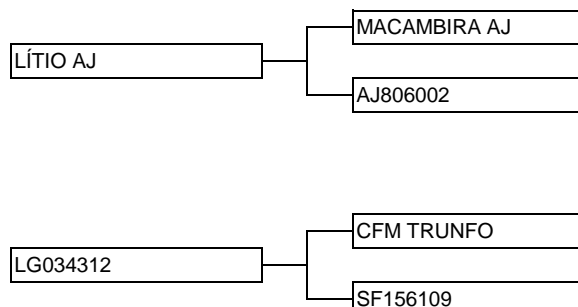 MACAMBIRA AJ
LÍTIO AJ
AJ806002
CFM TRUNFO
LG034312
SF156109